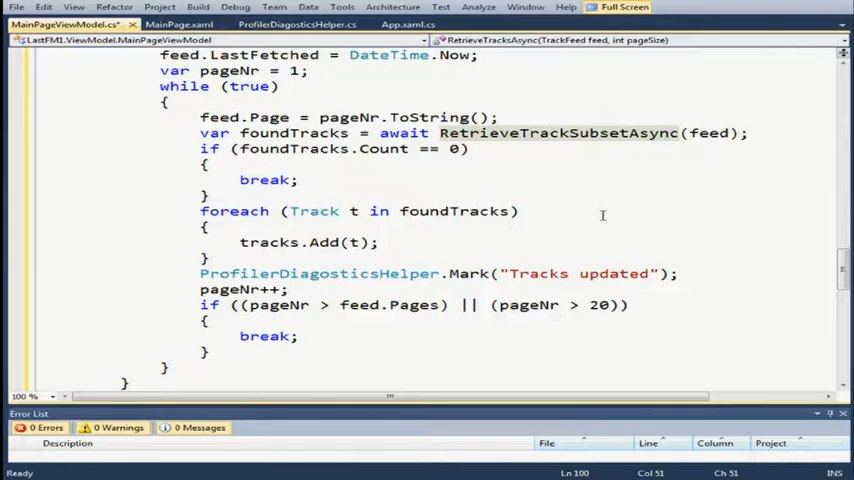 File Edit View Refactor Project Build Debug Team Data Tools Architecture Test Analyze Window Help Full Screen
MainPageViewModel.cs* MainPage.xaml ProfilerDiagnosticsHelper.cs App.xaml.cs
LastFM1.ViewModel.MainPageViewModel RetrieveTracksAsync(TrackFeed feed, int pageSize)
feed.LastFetched = DateTime.Now;
var pageNr = 1;
while (true)
{
feed.Page = pageNr.ToString();
var foundTracks = await RetrieveTrackSubsetAsync(feed);
if (foundTracks.Count == 0)
{
break;
}
foreach (Track t in foundTracks)
{
tracks.Add(t);
}
ProfilerDiagosticsHelper.Mark("Tracks updated");
pageNr++;
if ((pageNr > feed.Pages) || (pageNr > 20))
{
break;
}
}
}
100 %
Error List
0 Errors 0 Warnings 0 Messages
Description File Line Column Project
Ready Ln 100 Col 51 Ch 51 INS